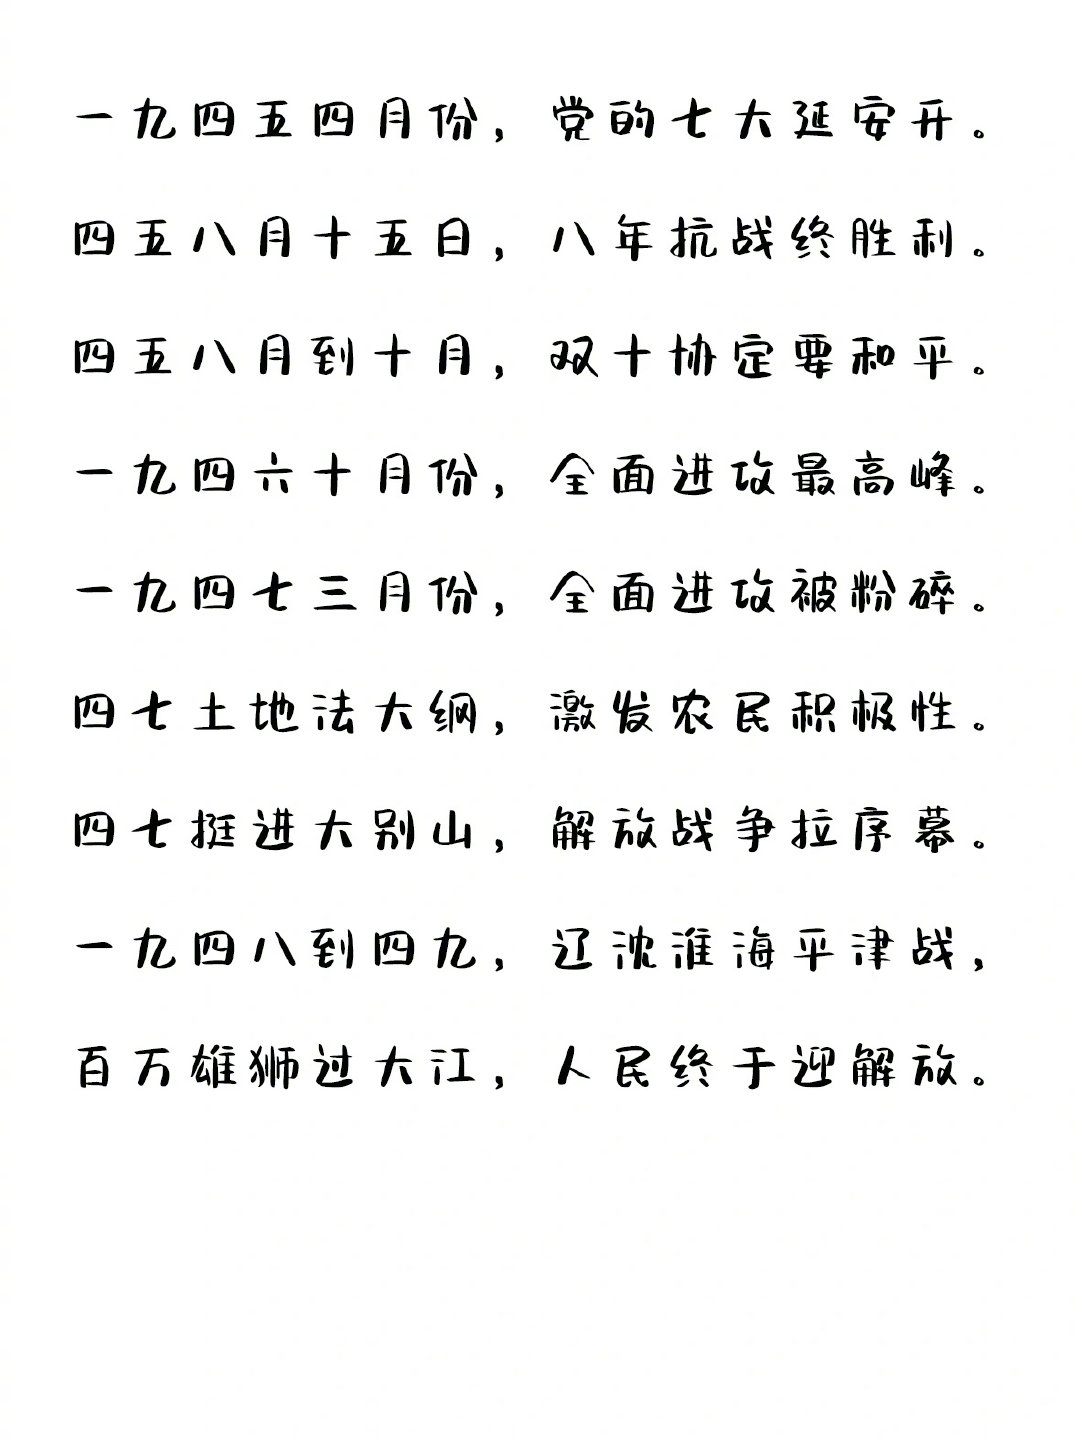 一九四五四月份，党的七大延安开。
四五八月十五日，八年抗战终胜利。
四五八月到十月，双十协定要和平。
一九四六十月份，全面进攻最高峰。
一九四七三月份，全面进攻被粉碎。
四七土地法大纲，激发农民积极性。
四七挺进大别山，解放战争拉序幕。
一九四八到四九，辽沈淮海平津战，
百万雄狮过大江，人民终于迎解放。